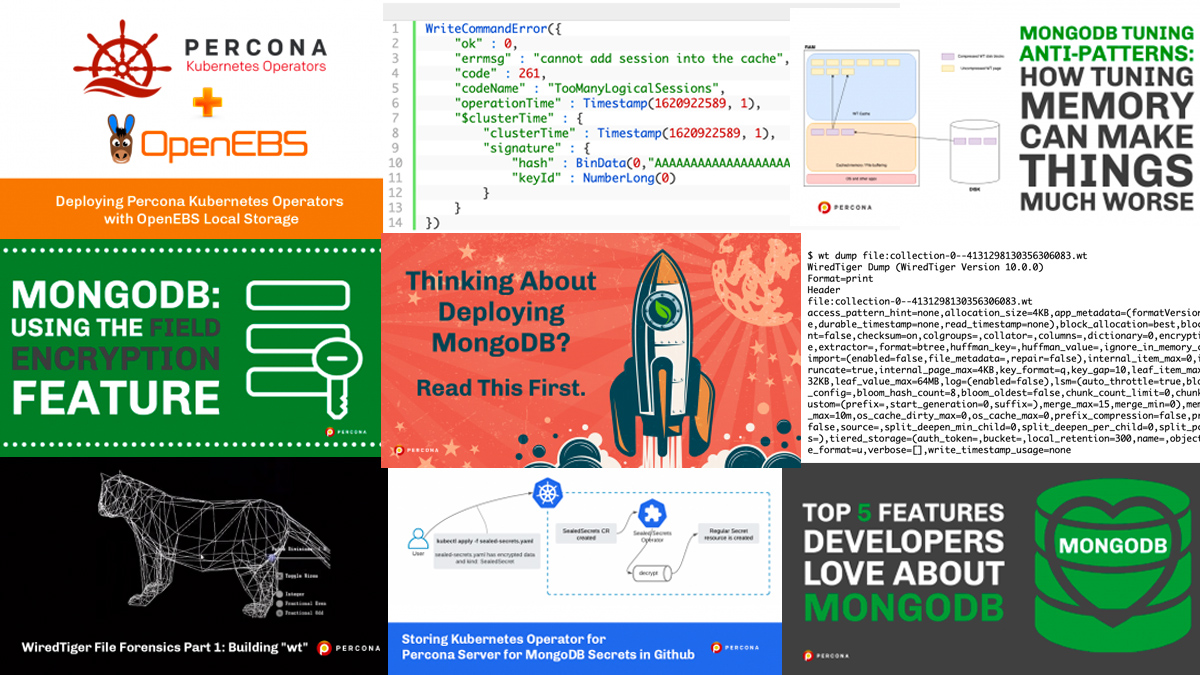 PERCONA
Kubernetes Operators
OpenEBS
Deploying Percona Kubernetes Operators
with OpenEBS Local Storage
1 WriteCommandError({
2 "ok" : 0,
3 "errmsg" : "cannot add session into the cache",
4 "code" : 261,
5 "codeName" : "TooManyLogicalSessions",
6 "operationTime" : Timestamp(1620922589, 1),
7 "$clusterTime" : {
8 "clusterTime" : Timestamp(1620922589, 1),
9 "signature" : {
10 "hash" : BinData(0,"AAAAAAAAAAAAAAAAAAA
11 "keyId" : NumberLong(0)
12 }
13 }
14 })
RAM
WT Cache
OS and other apps
DISK
Compressed WT disk blocks
Uncompressed WT page
PERCONA
MONGODB TUNING
ANTI-PATTERNS:
HOW TUNING
MEMORY
CAN MAKE
THINGS
MUCH WORSE
MONGODB:
USING THE FIELD
ENCRYPTION
FEATURE
PERCONA
Thinking About
Deploying
MongoDB?
Read This First.
PERCONA
$ wt dump file:collection-0--4131298130356306083.wt
WiredTiger Dump (WiredTiger Version 10.0.0)
Format=print
Header
file:collection-0--4131298130356306083.wt
access_pattern_hint=none,allocation_size=4KB,app_metadata=(formatVersion
e,durable_timestamp=none,read_timestamp=none),block_allocation=best,blo
nt=false,checksum=on,colgroups=,collator=,columns=,dictionary=0,encrypti
e,extractor=,format=btree,huffman_key=,huffman_value=,ignore_in_memory_c
import=(enabled=false,file_metadata=,repair=false),internal_item_max=0,i
runcate=true,internal_page_max=4KB,key_format=q,key_gap=10,leaf_item_max
32KB,leaf_value_max=64MB,log=(enabled=false),lsm=(auto_throttle=true,blo
_config=,bloom_hash_count=8,bloom_oldest=false,chunk_count_limit=0,chunk
ustom=(prefix=,start_generation=0,suffix=),merge_max=15,merge_min=0),mem
_max=10m,os_cache_dirty_max=0,os_cache_max=0,prefix_compression=false,pr
false,source=,split_deepen_min_child=0,split_deepen_per_child=0,split_pc
s=),tiered_storage=(auth_token=,bucket=,local_retention=300,name=,object
e_format=u,verbose=[],write_timestamp_usage=none
Toggle Bones
Integer
Fractional Even
Fractional Odd
WiredTiger File Forensics Part 1: Building "wt"
PERCONA
User
kubectl apply -f sealed-secrets.yaml
sealed-secrets.yaml has encrypted data
and kind: SealedSecret
SealedSecrets CR
created
SealedSecrets
Operator
decrypt
Regular Secret
resource is created
Storing Kubernetes Operator for
Percona Server for MongoDB Secrets in Github
PERCONA
TOP 5 FEATURES
DEVELOPERS
LOVE ABOUT
MONGODB
MONGODB
PERCONA